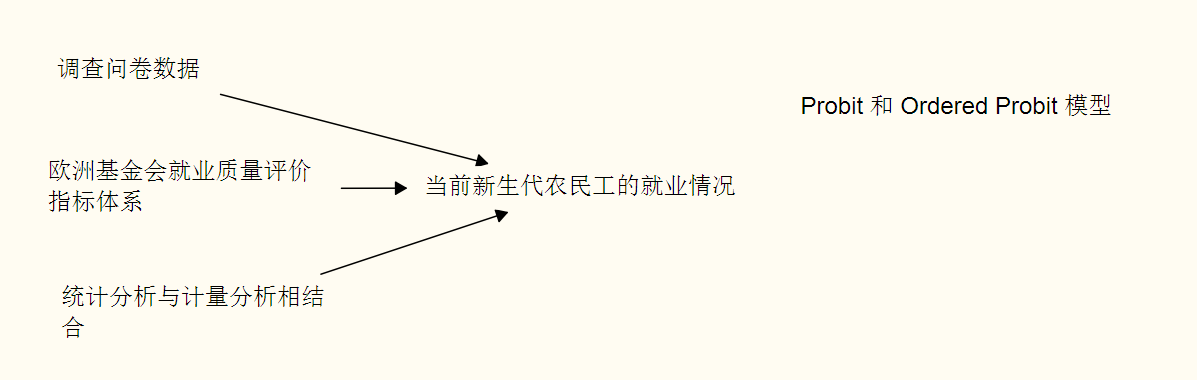 调查问卷数据
Probit 和 Ordered Probit 模型
欧洲基金会就业质量评价
指标体系
当前新生代农民工的就业情况
统计分析与计量分析相结
合